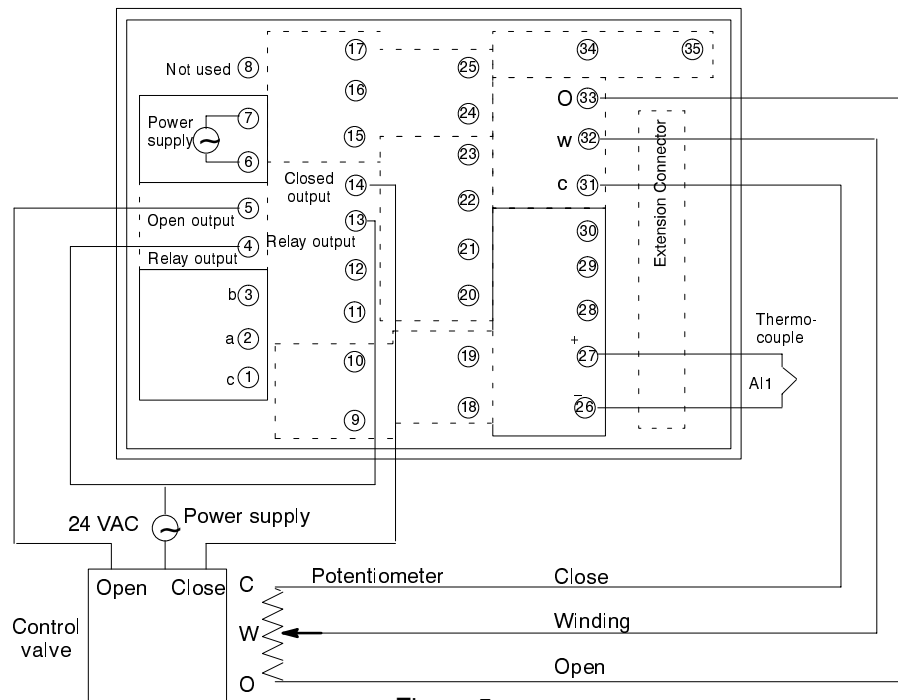 17
34
35
Not used 8
25
16
O 33
7
24
Power
supply
~
15
W 32
23
6
Closed
output
14
C 31
22
5
Open output
13
Relay output
30
4
Relay output
21
12
29
Extension Connector
b 3
20
11
28
Thermo-
couple
a 2
+
10
19
27
c 1
AI1
–
9
18
26
24 VAC
~
Power supply
Open
Close
C
Potentiometer
Close
Control
valve
W
Winding
O
Open